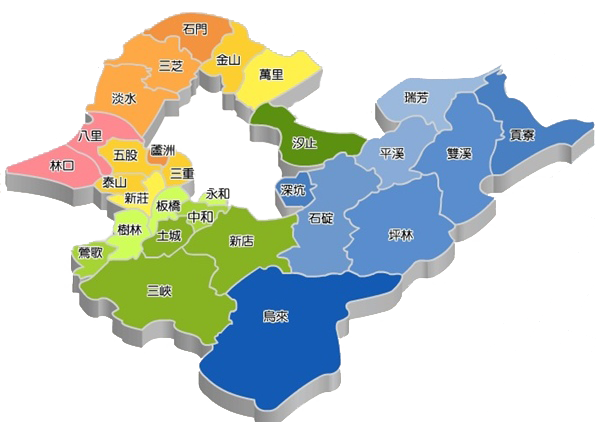 石門
金山
三芝
萬里
淡水
瑞芳
貢寮
八里
蘆洲
汐止
五股
平溪
雙溪
林口
三重
泰山
新莊
永和
深坑
板橋
中和
石碇
樹林
土城
新店
坪林
鶯歌
三峽
烏來